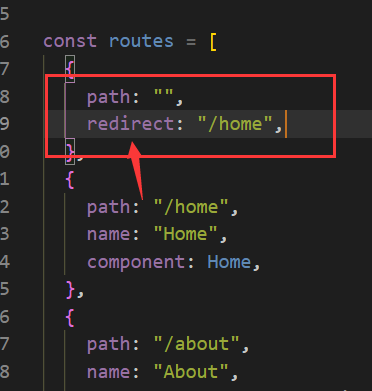 5
6 const routes = [
7 {
8 path: "",
9 redirect: "/home",
0 },
1 {
2 path: "/home",
3 name: "Home",
4 component: Home,
5 },
6 {
7 path: "/about",
8 name: "About",